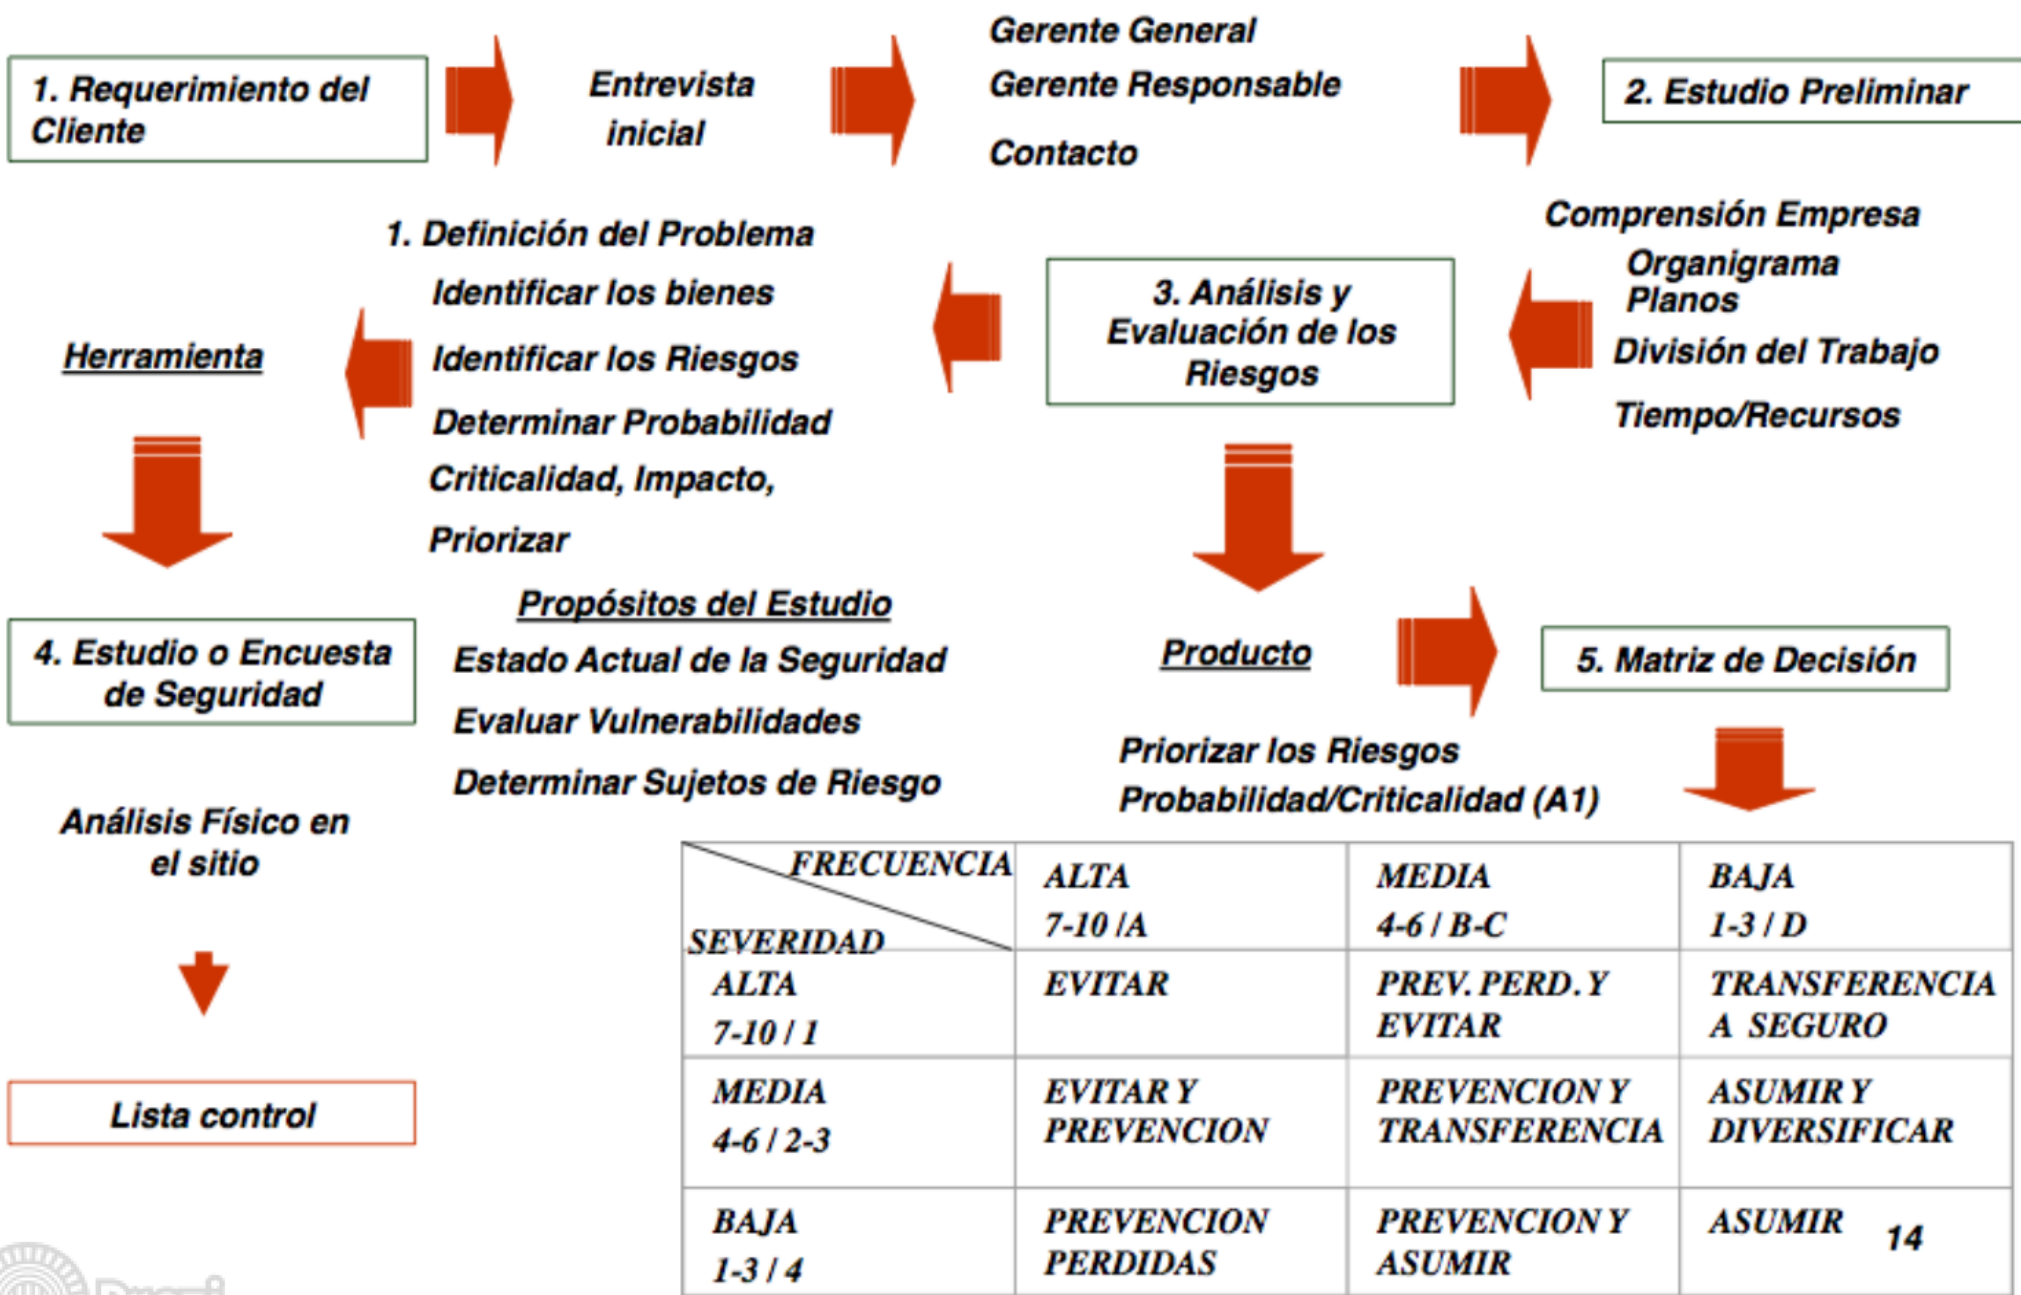 1. Requerimiento del
Cliente
Entrevista
inicial
Gerente General
Gerente Responsable
Contacto
2. Estudio Preliminar
Comprensión Empresa
Organigrama
Planos
División del Trabajo
Tiempo/Recursos
3. Análisis y
Evaluación de los
Riesgos
1. Definición del Problema
Identificar los bienes
Identificar los Riesgos
Determinar Probabilidad
Criticalidad, Impacto,
Priorizar
Herramienta
4. Estudio o Encuesta
de Seguridad
Propósitos del Estudio
Estado Actual de la Seguridad
Evaluar Vulnerabilidades
Determinar Sujetos de Riesgo
Análisis Físico en
el sitio
Lista control
Producto
Priorizar los Riesgos
Probabilidad/Criticalidad (A1)
5. Matriz de Decisión
FRECUENCIA
SEVERIDAD
ALTA
7-10 /A
MEDIA
4-6 / B-C
BAJA
1-3 / D
ALTA
7-10 / 1
EVITAR
PREV. PERD. Y
EVITAR
TRANSFERENCIA
A SEGURO
MEDIA
4-6 / 2-3
EVITAR Y
PREVENCION
PREVENCION Y
TRANSFERENCIA
ASUMIR Y
DIVERSIFICAR
BAJA
1-3 / 4
PREVENCION
PERDIDAS
PREVENCION Y
ASUMIR
ASUMIR
14
Prezi